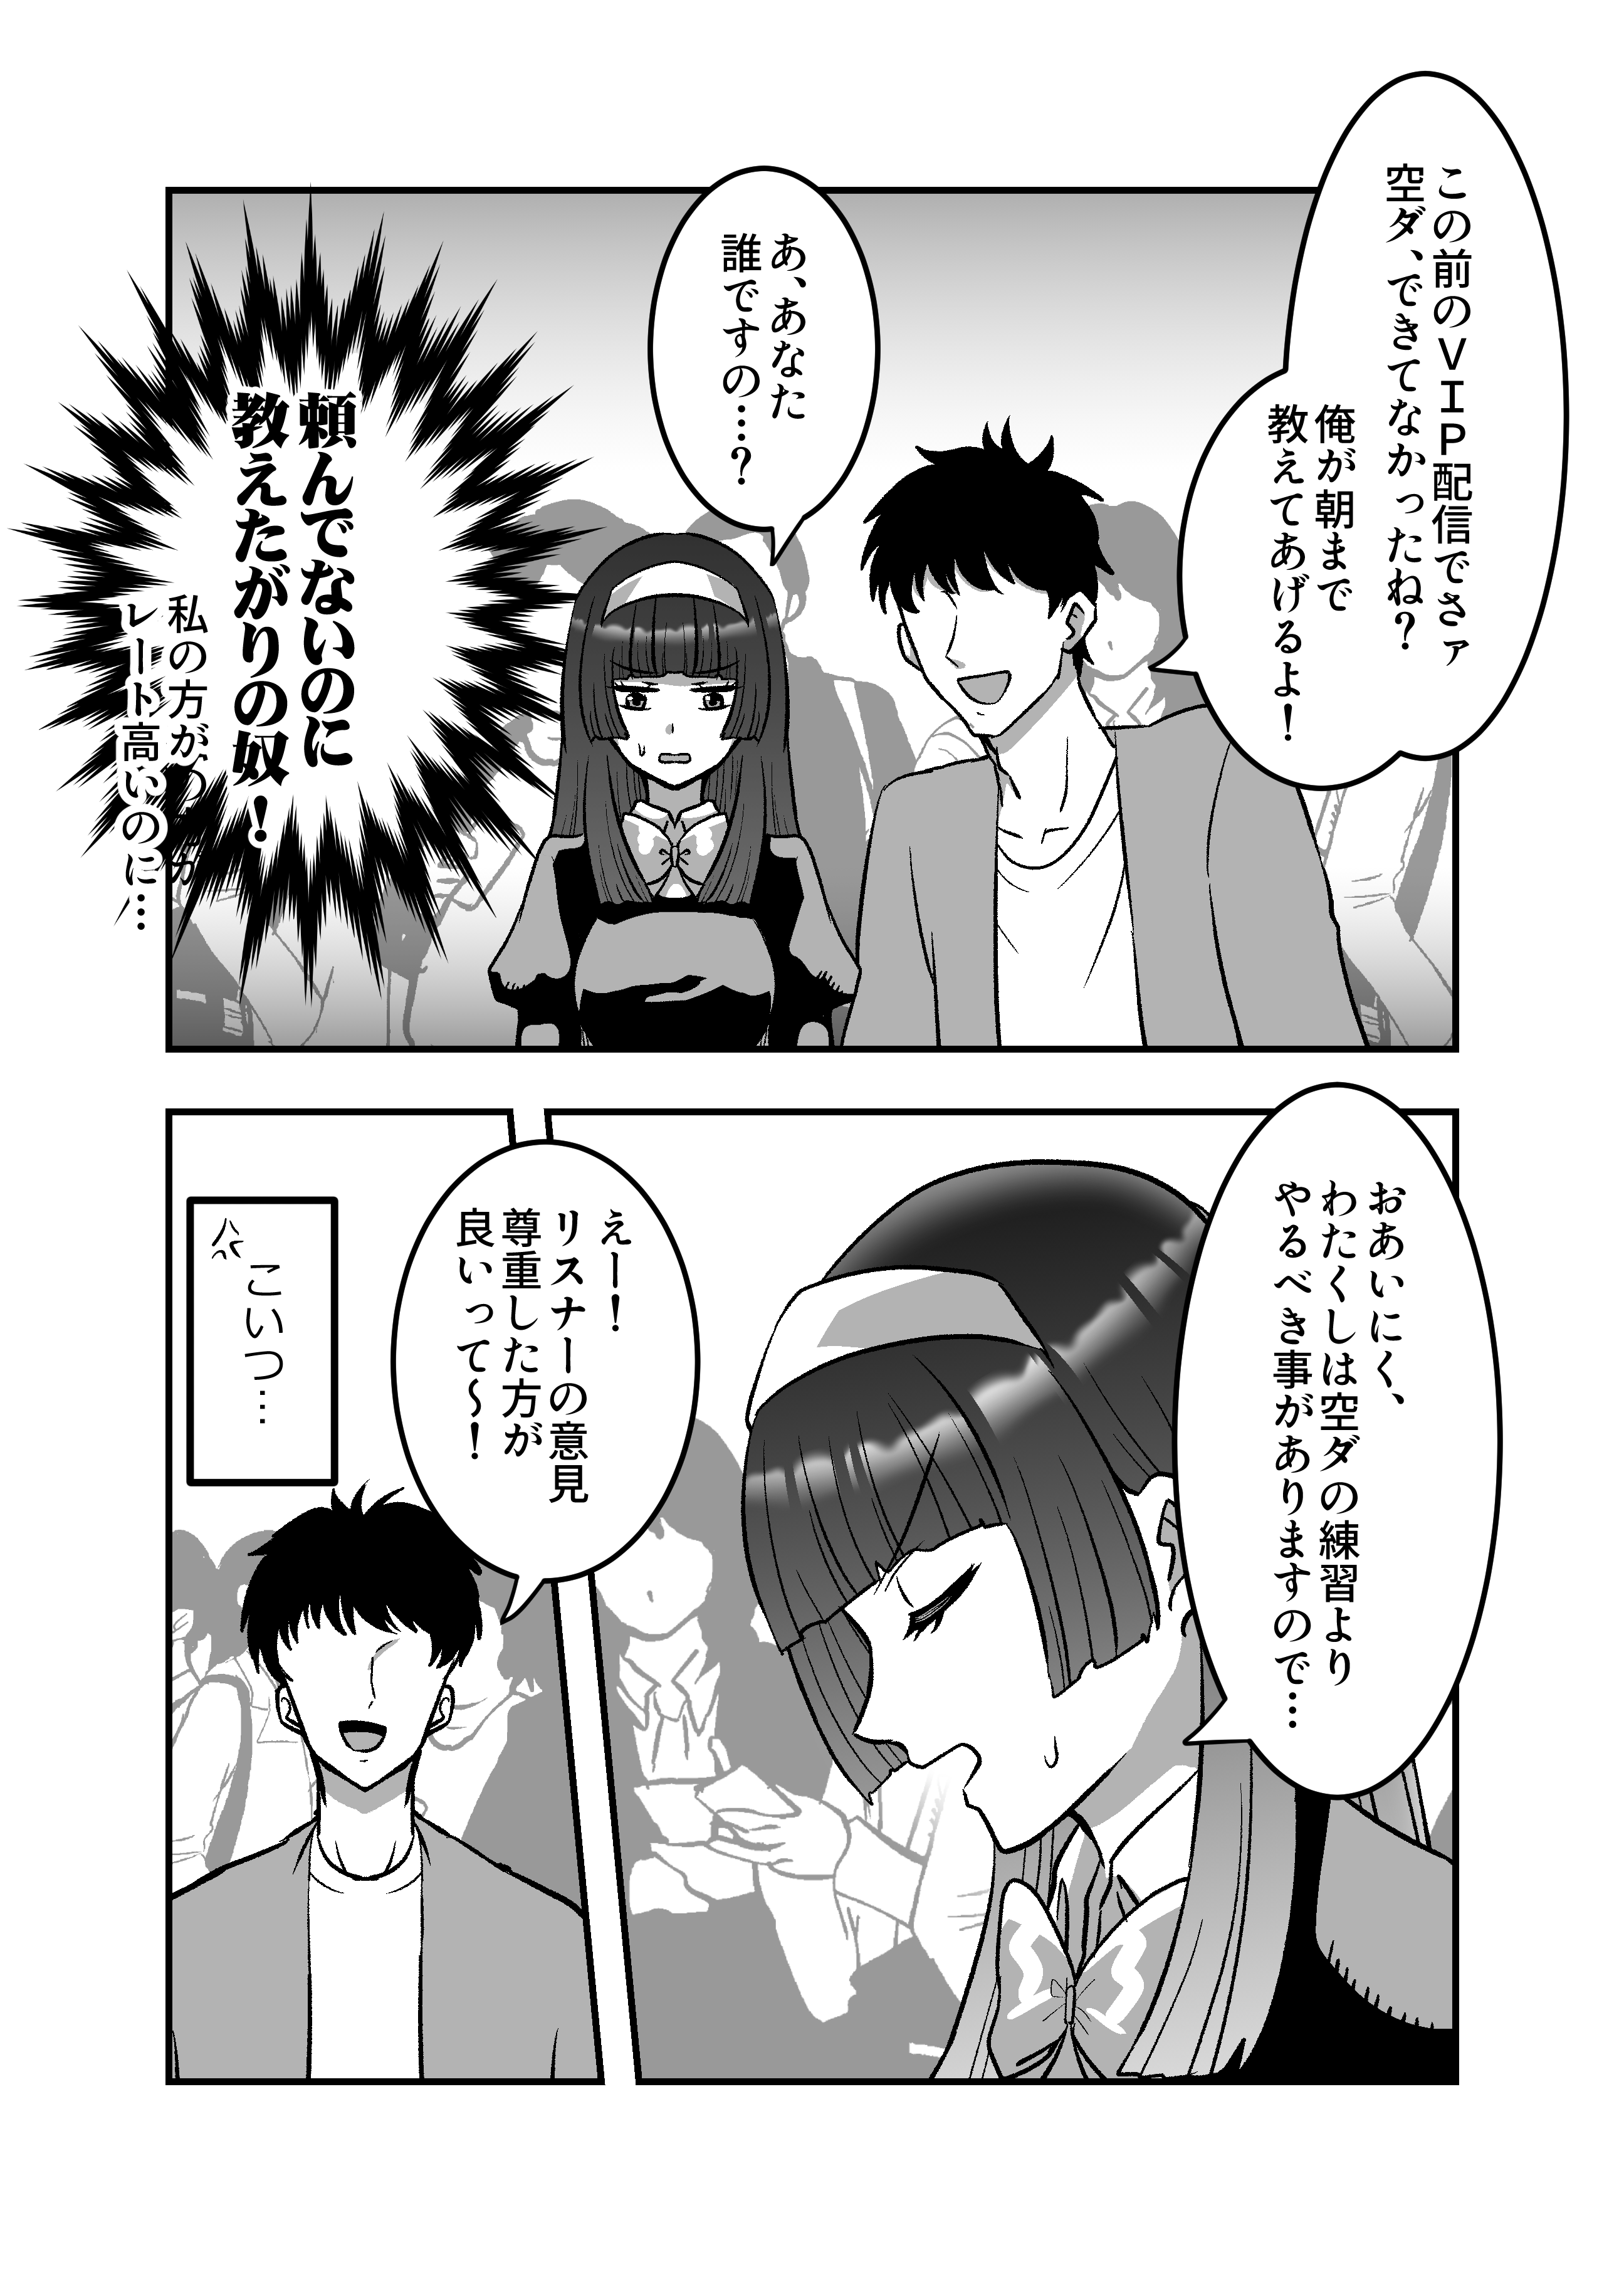 この前のＶＩＰ配信でさァ
空ダ、できてなかったね？
俺が朝まで
教えてあげるよ！
あ、あなた
誰ですの…？
頼んでないのに
教えたがりの奴！
私の方が
レート高いのに…
おあいにく、
わたくしは空ダの練習より
やるべき事がありますので…
えー！
リスナーの意見
尊重した方が
良いって～！
こいつ…